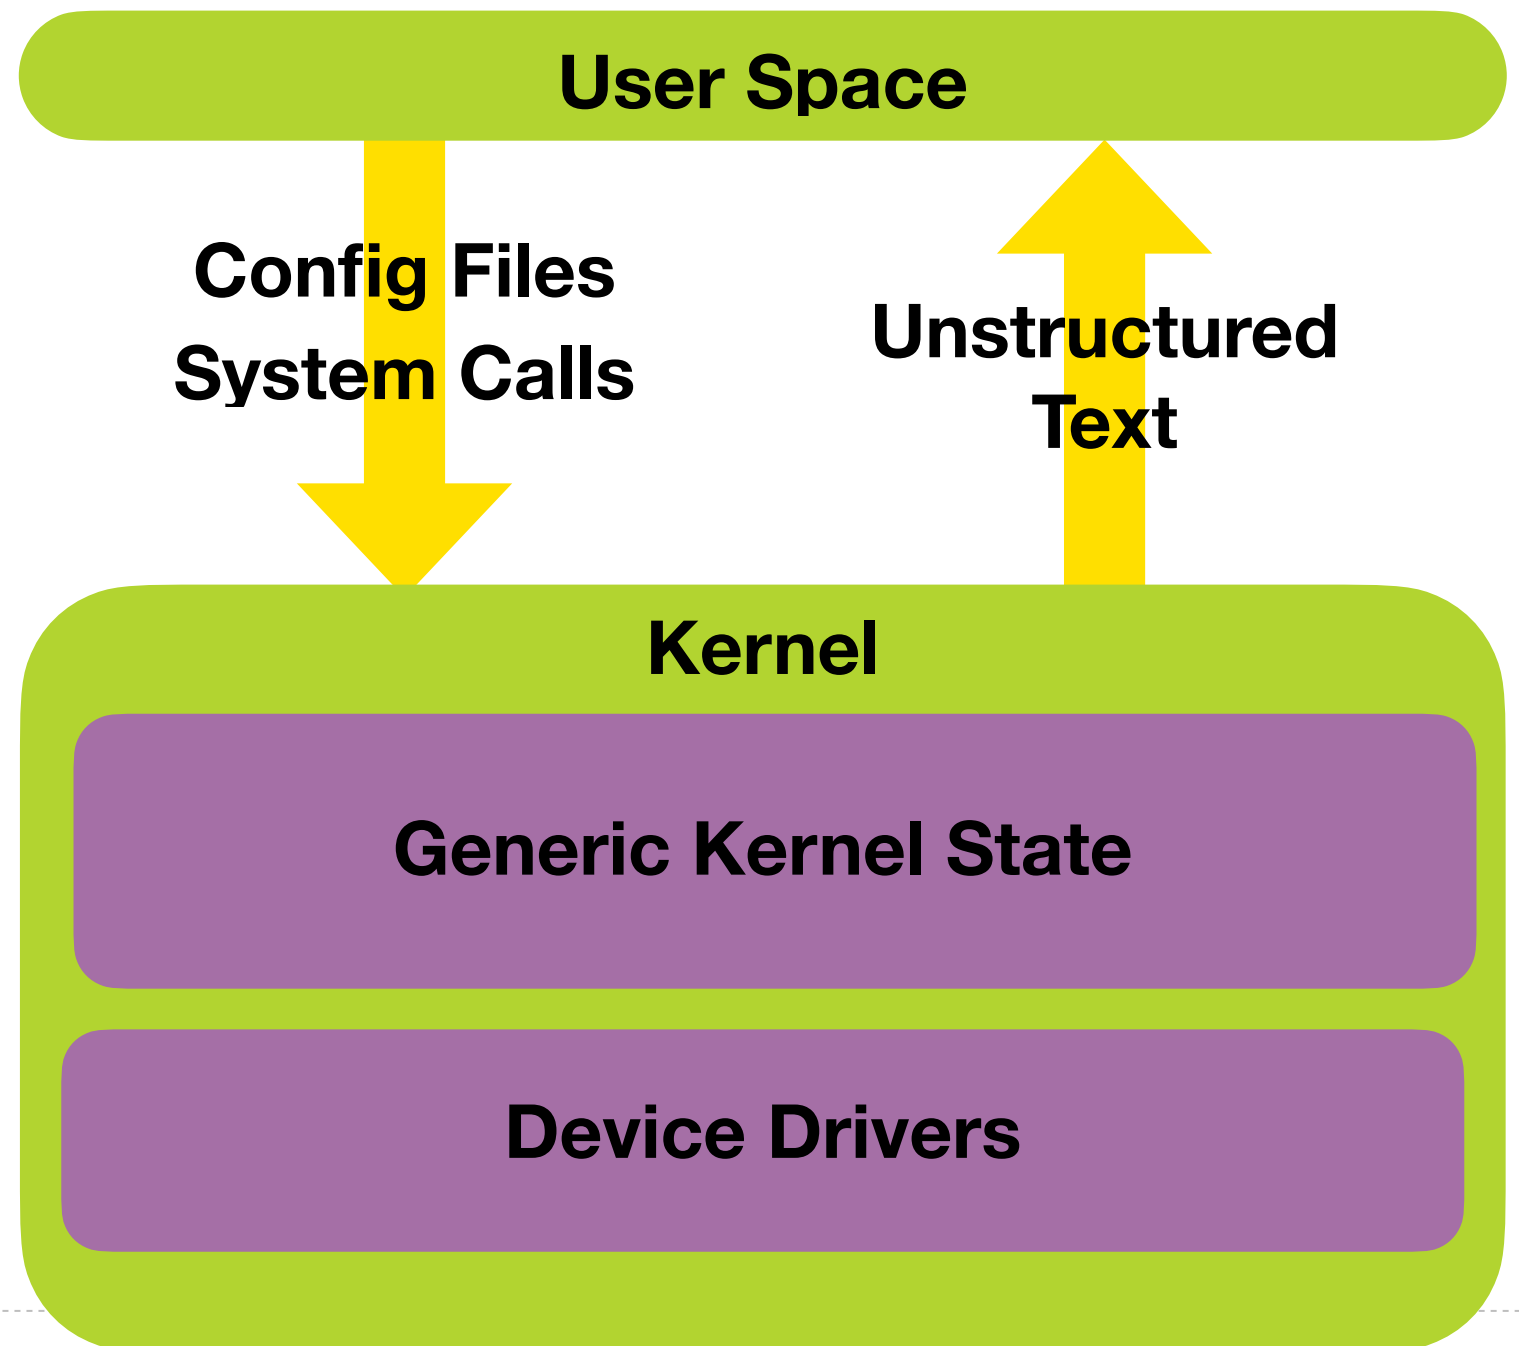 User Space
Config Files
System Calls
Unstructured
Text
Kernel
Generic Kernel State
Device Drivers